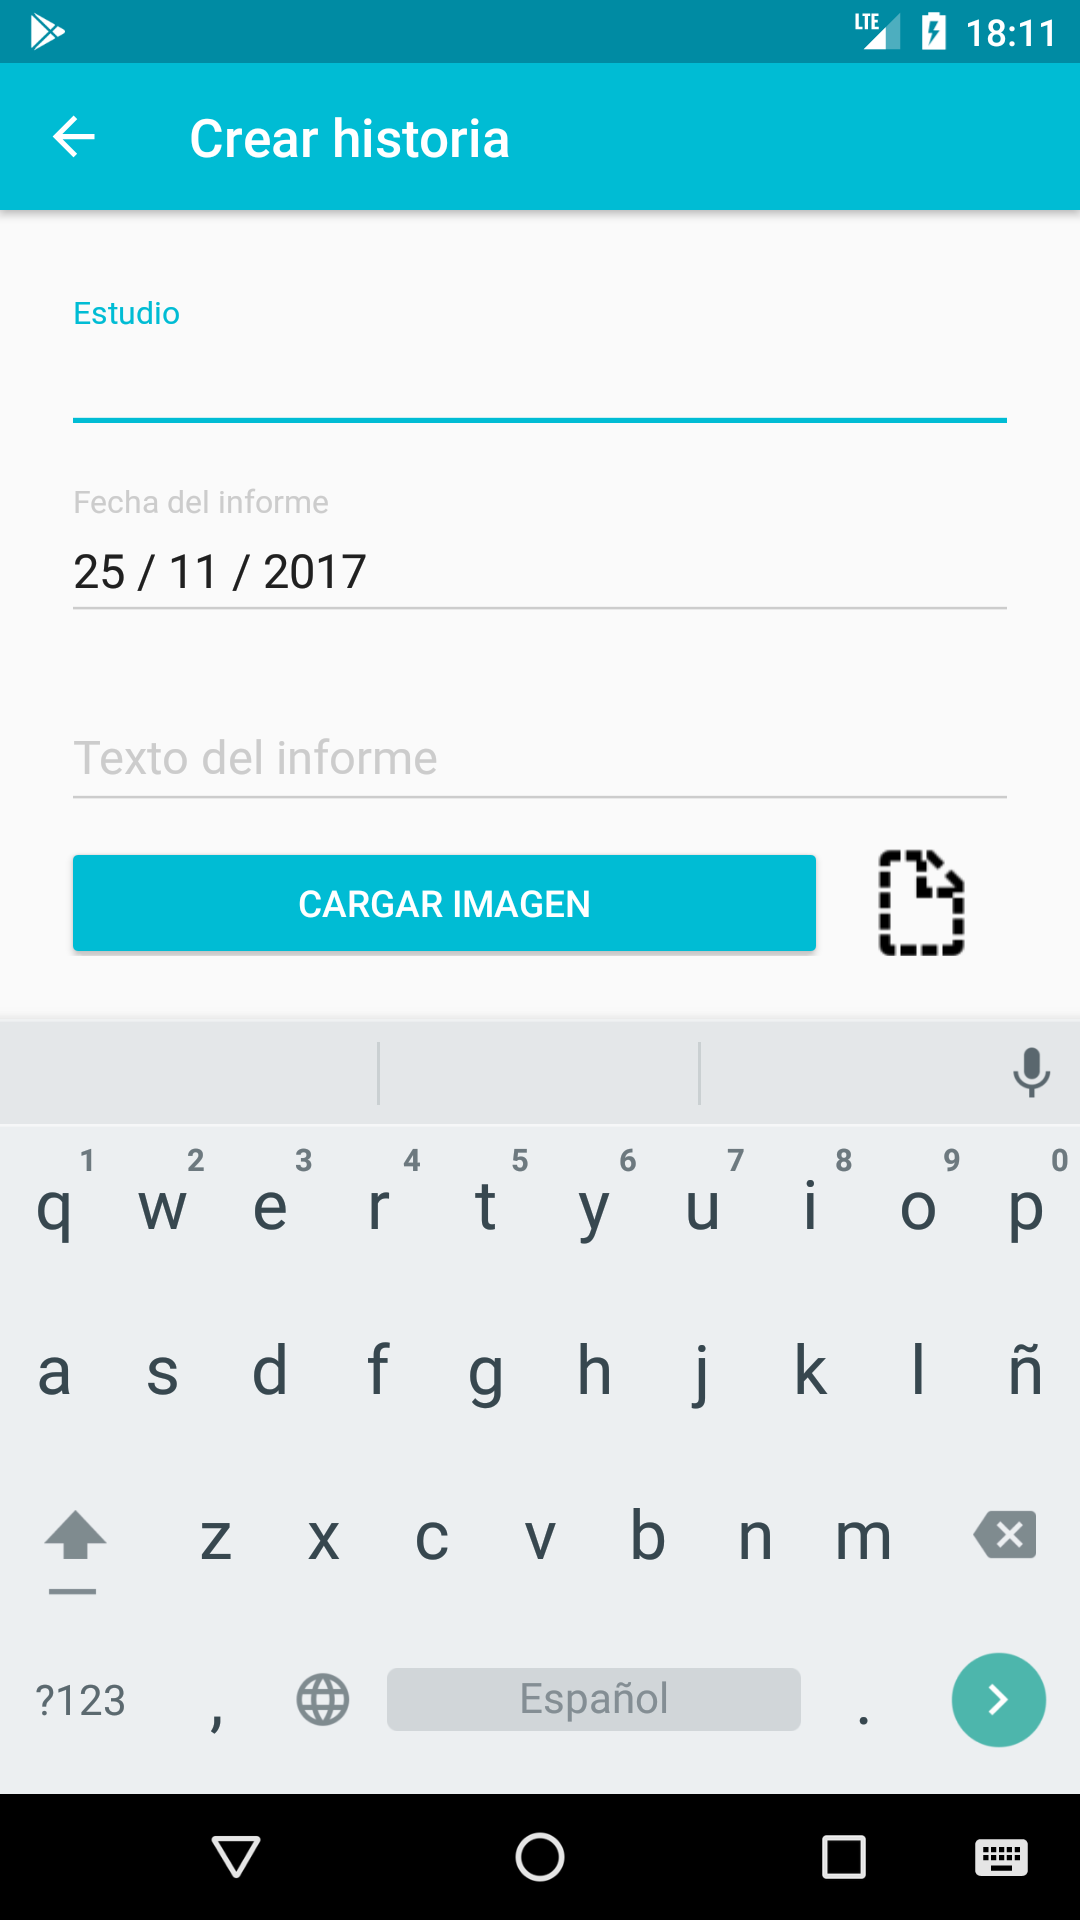 LTE 18:11
Crear historia
Estudio
Fecha del informe
25 / 11 / 2017
Texto del informe
CARGAR IMAGEN
1 2 3 4 5 6 7 8 9 0
q w e r t y u i o p
a s d f g h j k l ñ
z x c v b n m
?123 , Español .